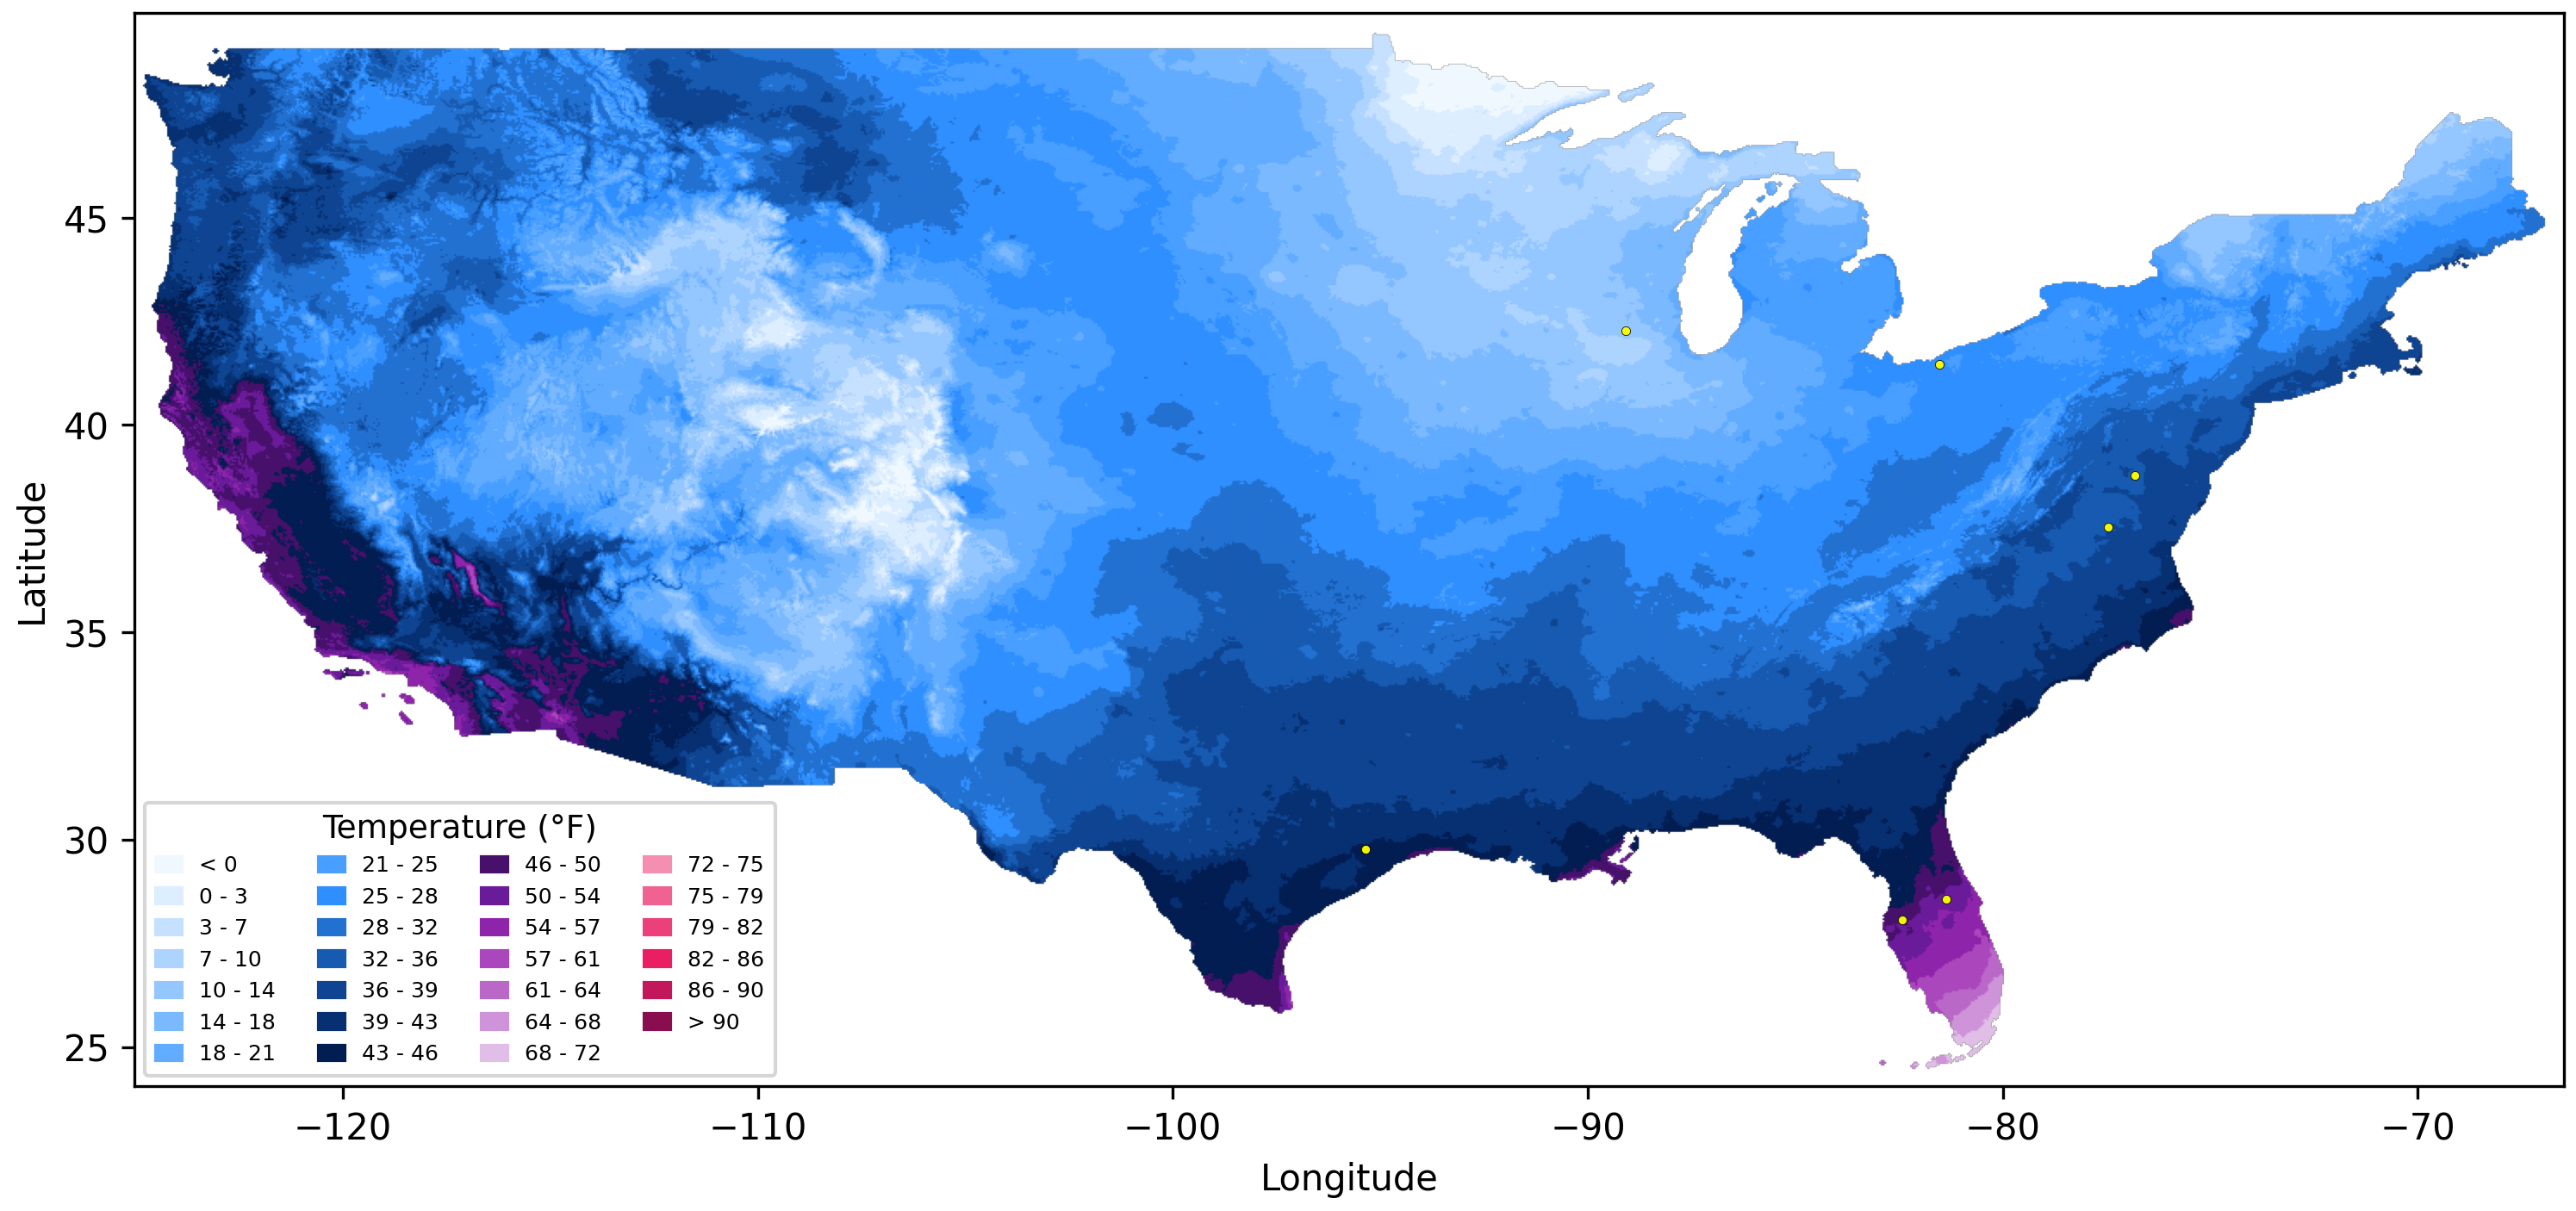 45
40
35
30
25
Latitude
Temperature (°F)
< 0
0 - 3
3 - 7
7 - 10
10 - 14
14 - 18
18 - 21
21 - 25
25 - 28
28 - 32
32 - 36
36 - 39
39 - 43
43 - 46
46 - 50
50 - 54
54 - 57
57 - 61
61 - 64
64 - 68
68 - 72
72 - 75
75 - 79
79 - 82
82 - 86
86 - 90
> 90
−120
−110
−100
−90
−80
−70
Longitude